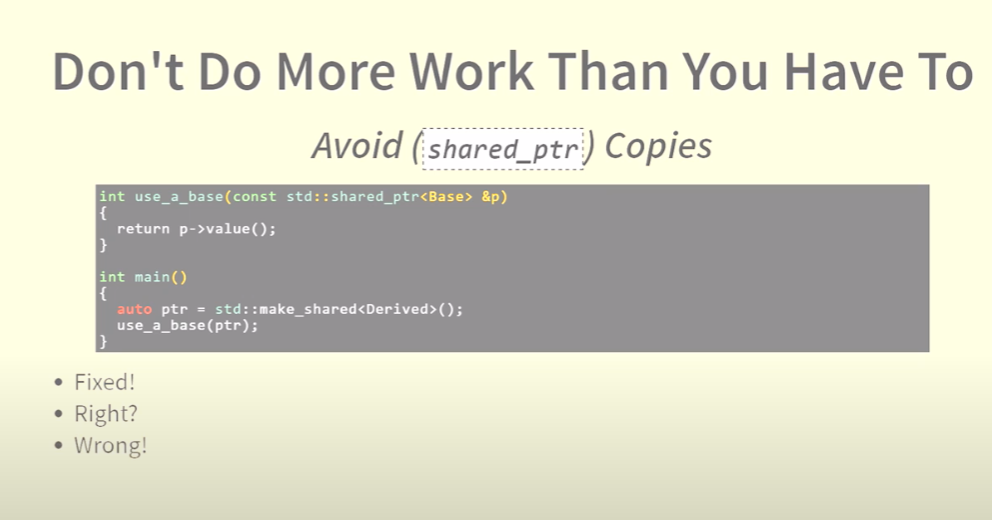 Don't Do More Work Than You Have To
Avoid (shared_ptr) Copies
int use_a_base(const std::shared_ptr<Base> &p)
{
  return p->value();
}
int main()
{
  auto ptr = std::make_shared<Derived>();
  use_a_base(ptr);
}
• Fixed!
• Right?
• Wrong!